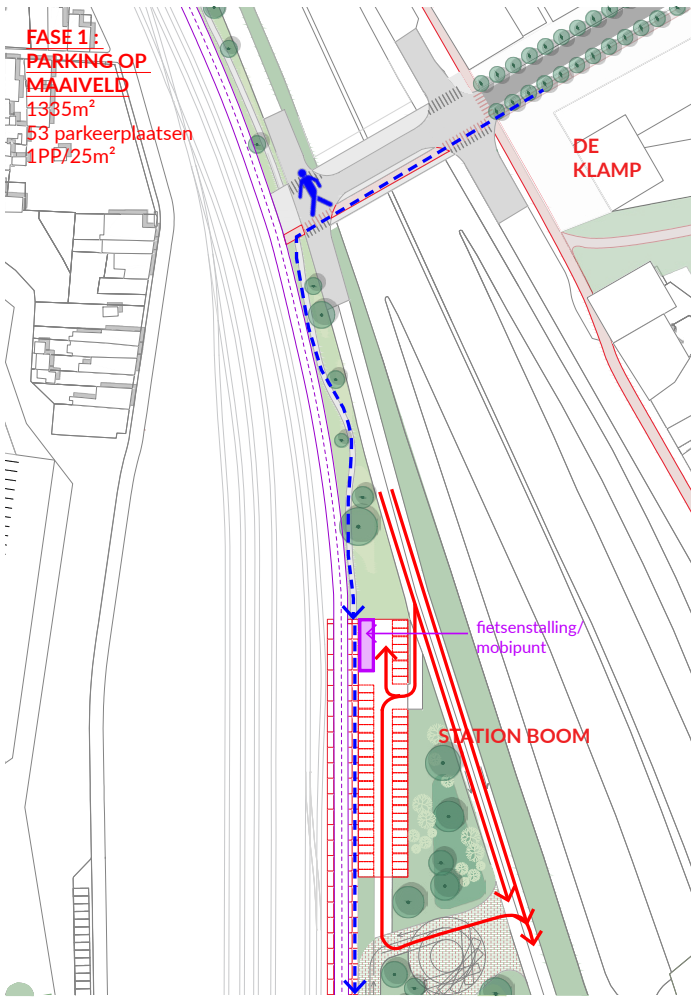 FASE 1 :
PARKING OP
MAAIVELD
1335m²
53 parkeerplaatsen
1PP/25m²
DE
KLAMP
fietsenstalling/
mobipunt
STATION BOOM